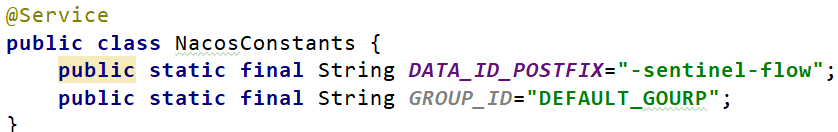 @Service
public class NacosConstants {
public static final String DATA_ID_POSTFIX="-sentinel-flow";
public static final String GROUP_ID="DEFAULT_GOURP";
}